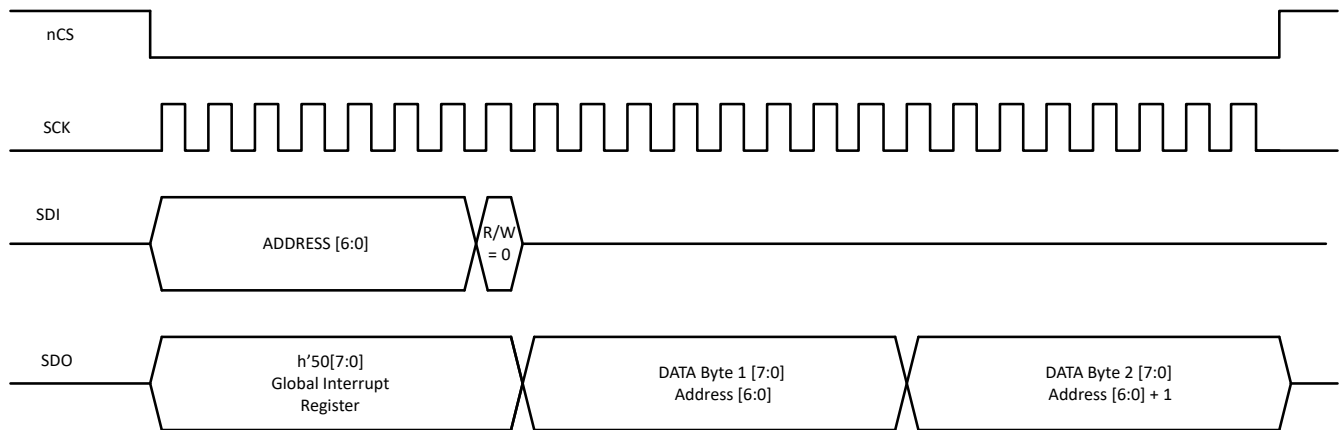 nCS
SCK
SDI
ADDRESS [6:0]
R/W
= 0
SDO
h’50[7:0]
Global Interrupt
Register
DATA Byte 1 [7:0]
Address [6:0]
DATA Byte 2 [7:0]
Address [6:0] + 1